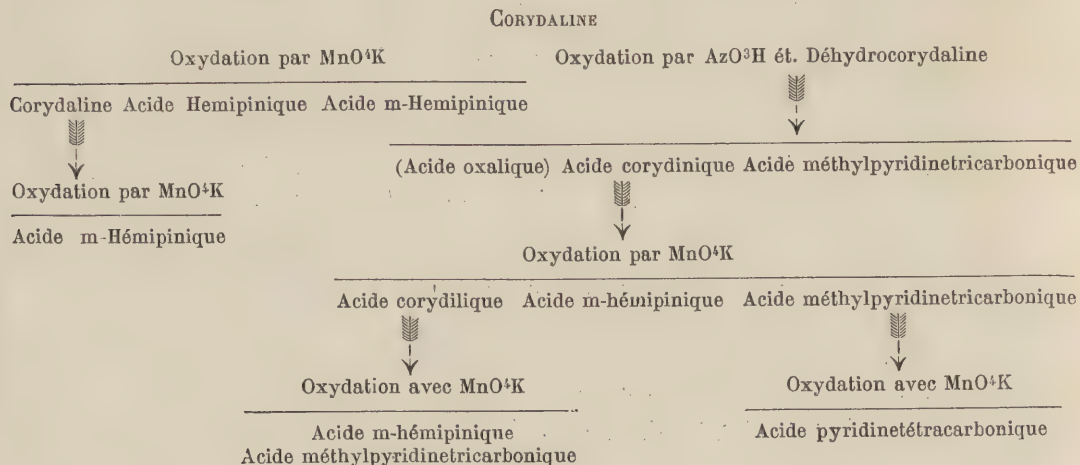 CORYDALINE
Oxydation par MnO⁴K
Oxydation par AzO³H ét. Déhydrocorydaline
Corydaline Acide Hemipinique Acide m-Hemipinique
(Acide oxalique) Acide corydinique Acide méthylpyridinetricarbonique
Oxydation par MnO⁴K
Acide m-Hémipinique
Oxydation par MnO⁴K
Acide corydilique Acide m-hémipinique Acide méthylpyridinetricarbonique
Oxydation avec MnO⁴K
Oxydation avec MnO⁴K
Acide m-hémipinique
Acide méthylpyridinetricarbonique
Acide pyridinetétracarbonique